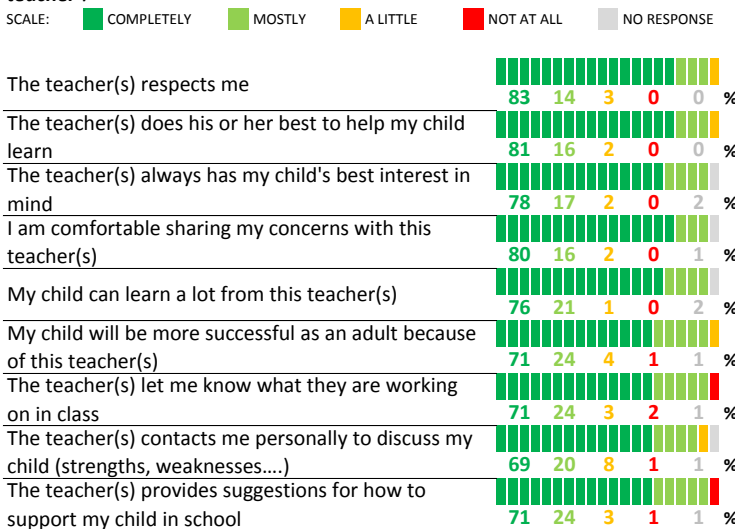 teacher?
SCALE: COMPLETELY MOSTLY A LITTLE NOT AT ALL NO RESPONSE
The teacher(s) respects me
83 14 3 0 0 %
The teacher(s) does his or her best to help my child
learn
81 16 2 0 0 %
The teacher(s) always has my child's best interest in
mind
78 17 2 0 2 %
I am comfortable sharing my concerns with this
teacher(s)
80 16 2 0 1 %
My child can learn a lot from this teacher(s)
76 21 1 0 2 %
My child will be more successful as an adult because
of this teacher(s)
71 24 4 1 1 %
The teacher(s) let me know what they are working
on in class
71 24 3 2 1 %
The teacher(s) contacts me personally to discuss my
child (strengths, weaknesses....)
69 20 8 1 1 %
The teacher(s) provides suggestions for how to
support my child in school
71 24 3 1 1 %